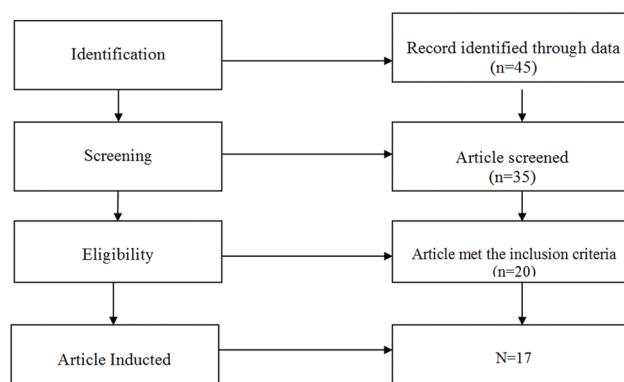 Identification
Record identified through data
(n=45)
Screening
Article screened
(n=35)
Eligibility
Article met the inclusion criteria
(n=20)
Article Inducted
N=17